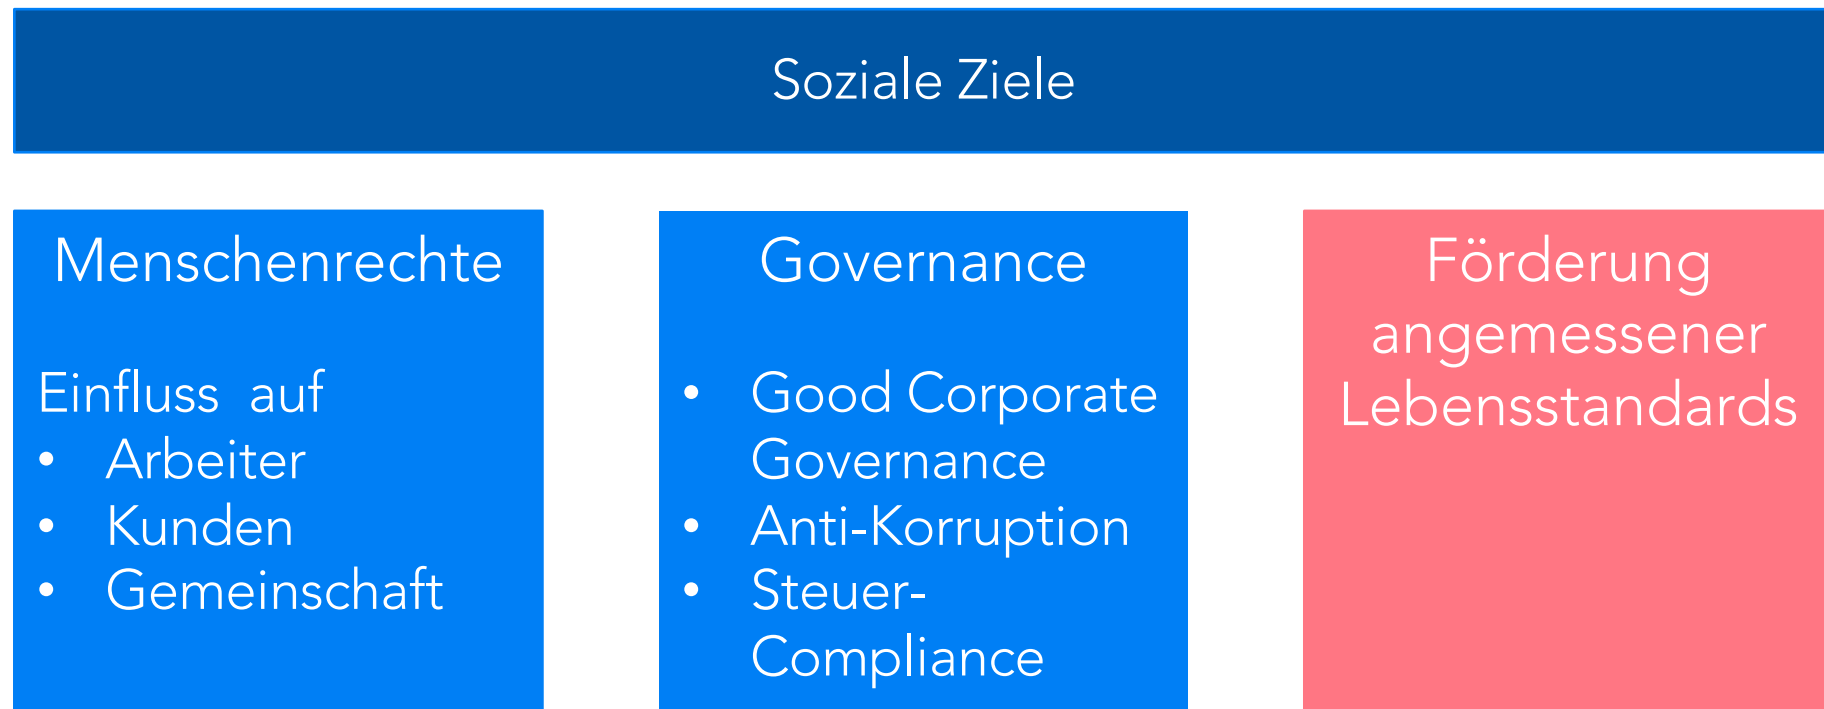 Soziale Ziele
Menschenrechte
Einfluss auf
• Arbeiter
• Kunden
• Gemeinschaft
Governance
• Good Corporate
Governance
• Anti-Korruption
• Steuer-
Compliance
Förderung
angemessener
Lebensstandards